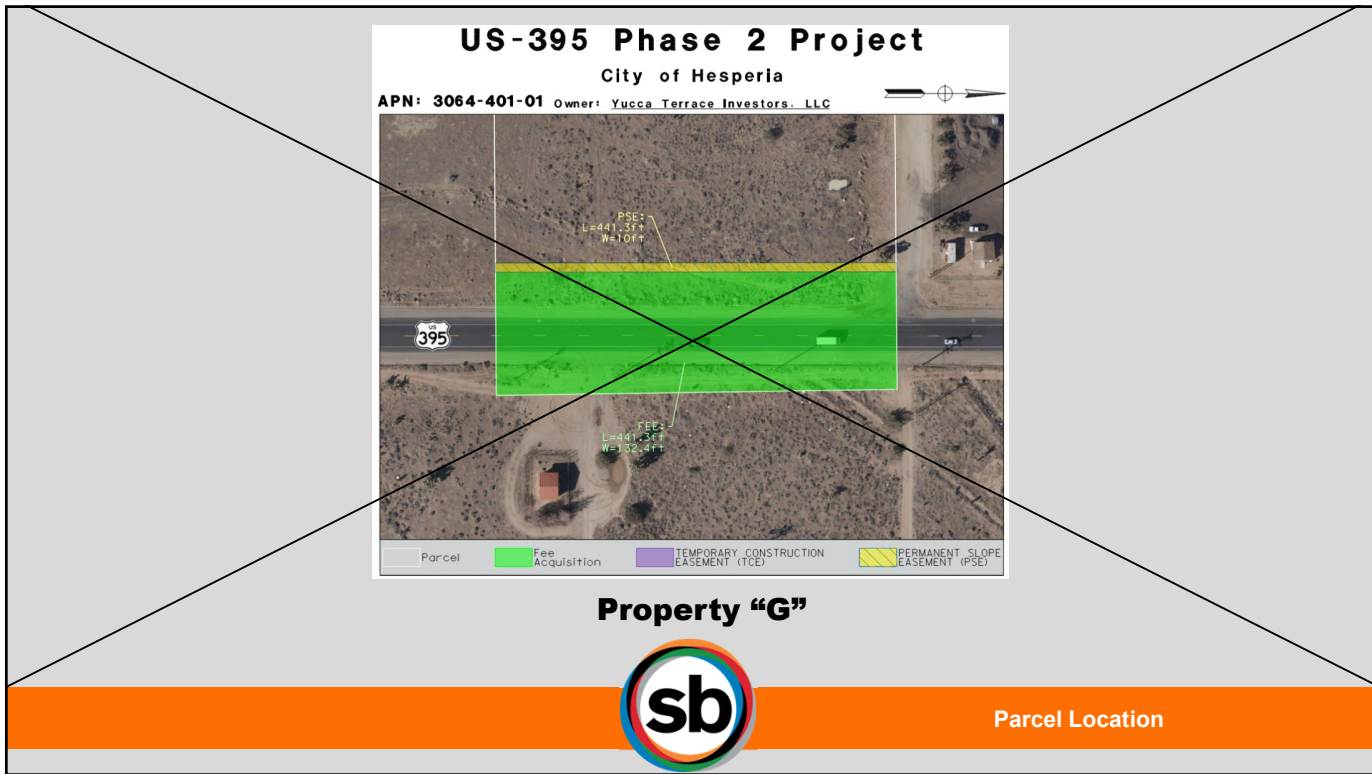 US-395 Phase 2 Project
City of Hesperia
APN: 3064-401-01 Owner: Yucca Terrace Investors. LLC
PSE:
L=441.3ft
W=10ft
US
395
FEE:
L=441.3ft
W=132.4ft
Parcel
Fee
Acquisition
TEMPORARY CONSTRUCTION
EASEMENT (TCE)
PERMANENT SLOPE
EASEMENT (PSE)
Property “G”
sb
Parcel Location